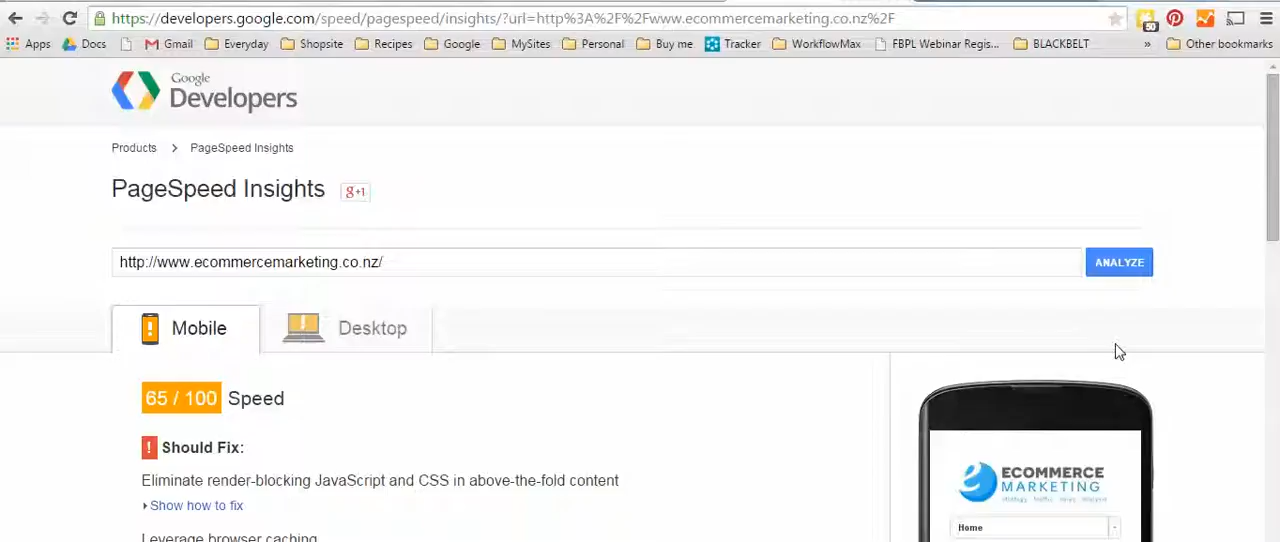 https://developers.google.com/speed/pagespeed/insights/?url=http%3A%2F%2Fwww.ecommercemarketing.co.nz%2F
Apps Docs Gmail Everyday Shopsite Recipes Google MySites Personal Buy me Tracker WorkflowMax FBPL Webinar Regis... BLACKBELT » Other bookmarks
Google
Developers
Products > PageSpeed Insights
PageSpeed Insights g+1
http://www.ecommercemarketing.co.nz/ ANALYZE
! Mobile ! Desktop
65 / 100 Speed
! Should Fix:
Eliminate render-blocking JavaScript and CSS in above-the-fold content
Show how to fix
Leverage browser caching
ECOMMERCE
MARKETING
Home